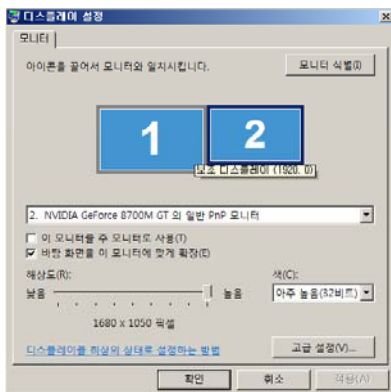 디스플레이 설정
모니터
아이콘을 끌어서 모니터와 일치시킵니다.
모니터 식별(I)
1
2
보조 디스플레이 (1920, 0)
2. NVIDIA GeForce 8700M GT 의 일반 PnP 모니터
이 모니터를 주 모니터로 사용(T)
바탕 화면을 이 모니터에 맞게 확장(E)
해상도(R):
색(C):
낮음
높음
아주 높음(32비트)
1680 x 1050 픽셀
디스플레이를 최상의 상태로 설정하는 방법
고급 설정(V)...
확인
취소
적용(A)